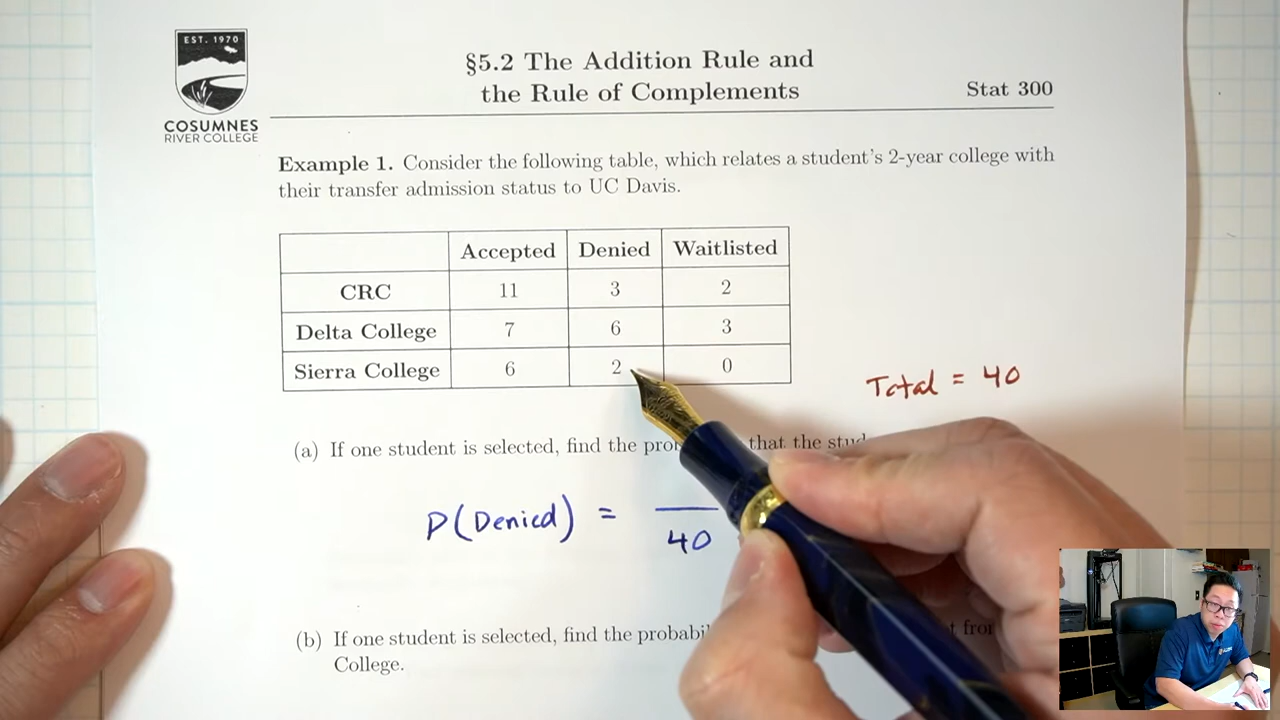 EST. 1970
COSUMNES
RIVER COLLEGE
§5.2 The Addition Rule and
the Rule of Complements
Stat 300
Example 1. Consider the following table, which relates a student's 2-year college with
their transfer admission status to UC Davis.
Accepted Denied Waitlisted
CRC 11 3 2
Delta College 7 6 3
Sierra College 6 2 0
Total = 40
(a) If one student is selected, find the that the
P(Denied) = 
40
(b) If one student is selected, find the
College.